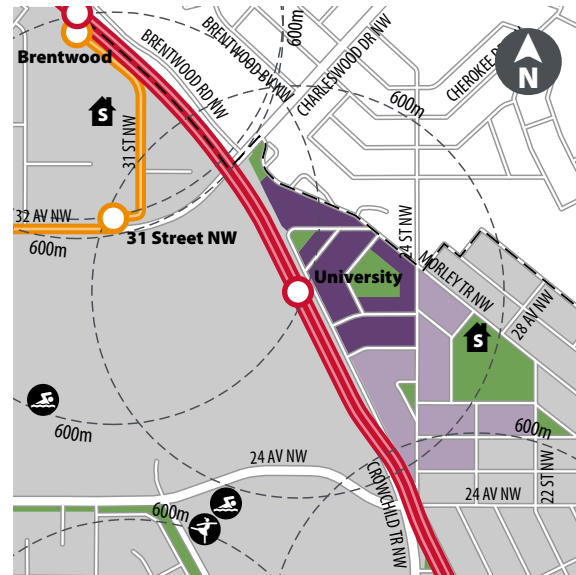 Brentwood
BRENTWOOD RD NW
BRENTWOOD BV NW
600m
CHARLESWOOD DR NW
600m
N
S
31 ST NW
32 AV NW
600m
31 Street NW
University
24 ST NW
MORLEY TR NW
28 AV NW
S
600m
600m
24 AV NW
22 ST NW
24 AV NW
600m
CROWCHILD TR NW